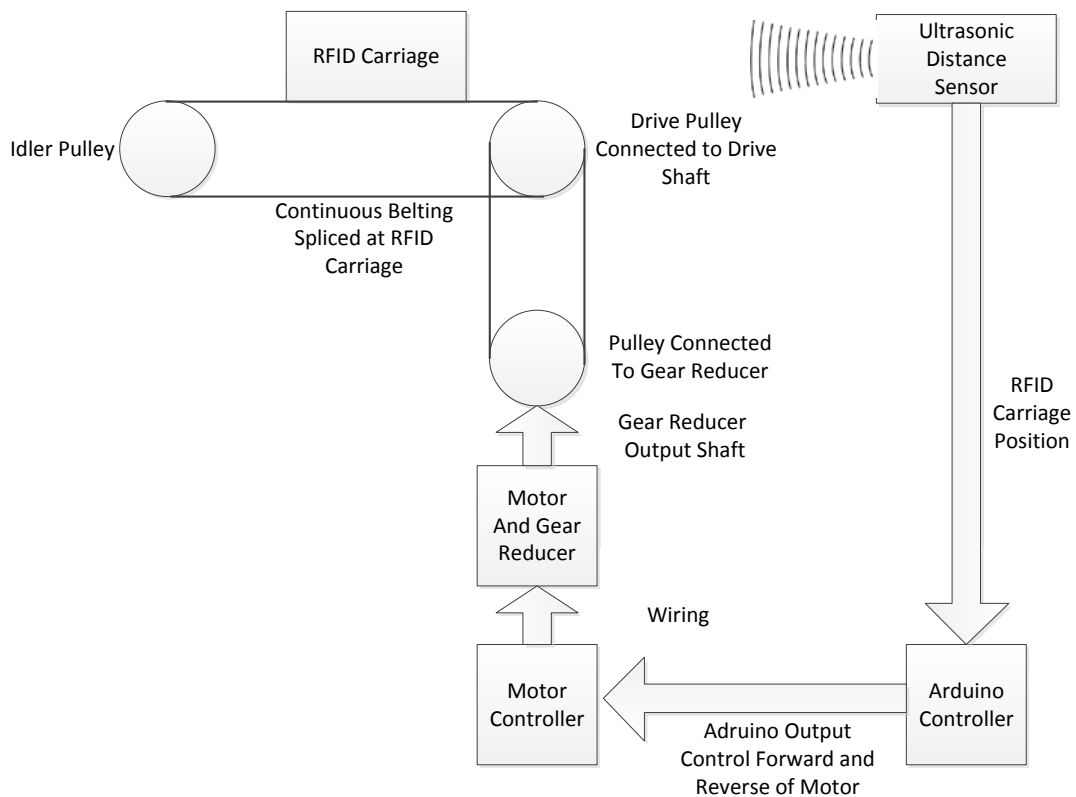 RFID Carriage
Ultrasonic
Distance
Sensor
Idler Pulley
Drive Pulley
Connected to Drive
Shaft
Continuous Belting
Spliced at RFID
Carriage
Pulley Connected
To Gear Reducer
RFID
Carriage
Position
Gear Reducer
Output Shaft
Motor
And Gear
Reducer
Wiring
Motor
Controller
Arduino
Controller
Adruino Output
Control Forward and
Reverse of Motor